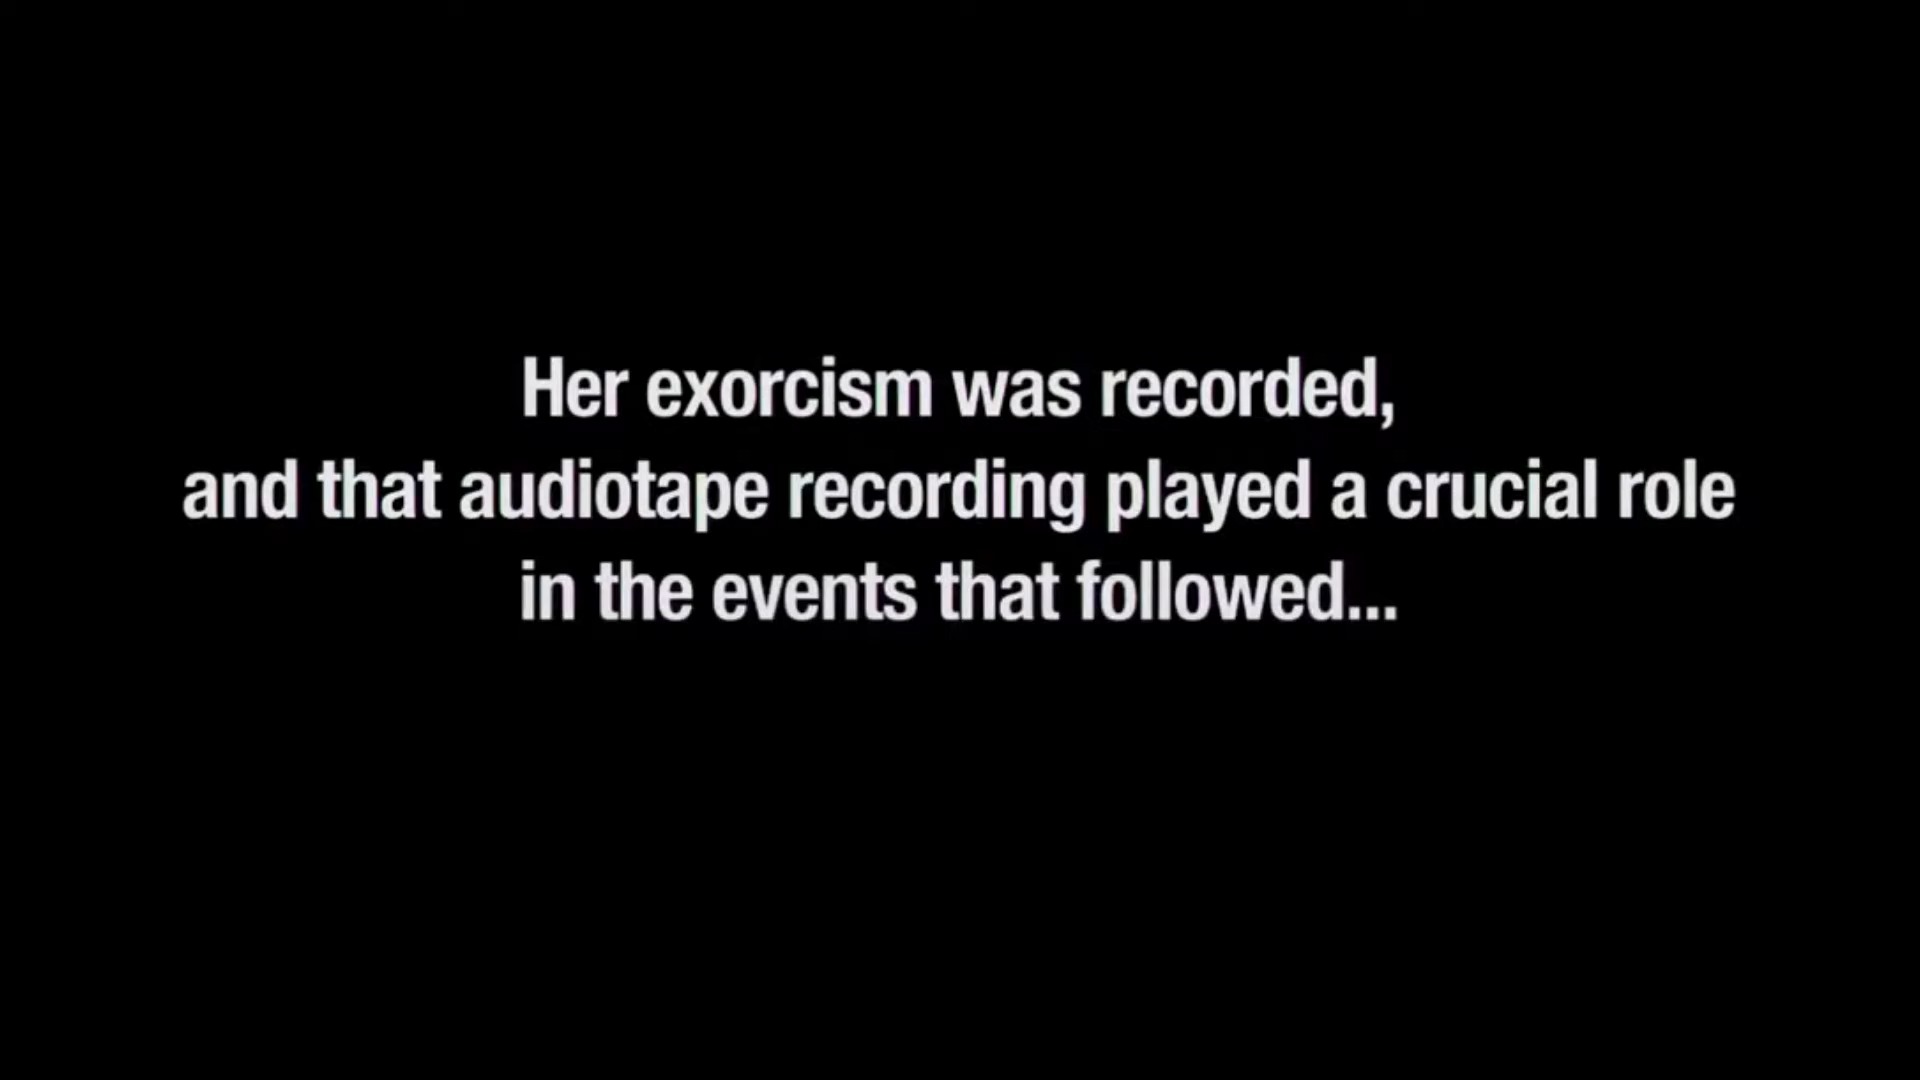 Her exorcism was recorded,
and that audiotape recording played a crucial role
in the events that followed...